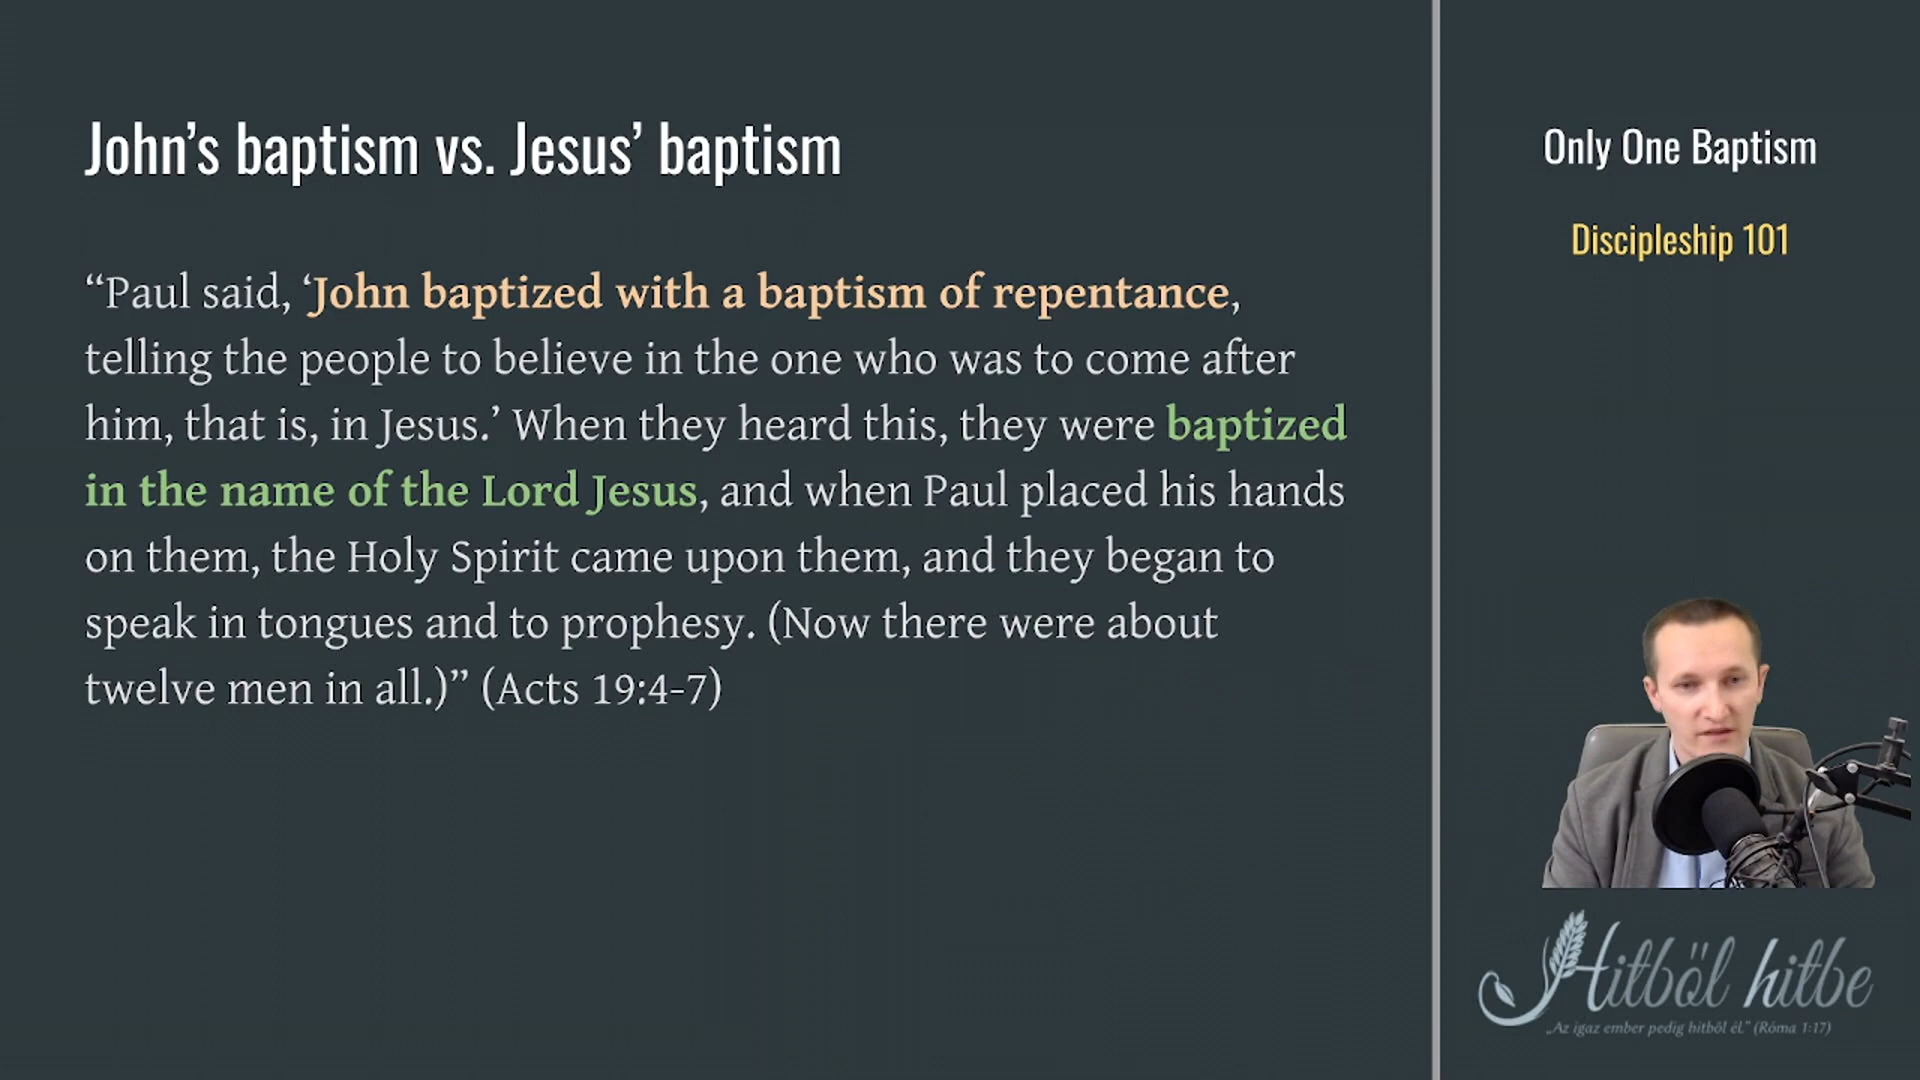 John’s baptism vs. Jesus’ baptism
“Paul said, ‘John baptized with a baptism of repentance,
telling the people to believe in the one who was to come after
him, that is, in Jesus.’ When they heard this, they were baptized
in the name of the Lord Jesus, and when Paul placed his hands
on them, the Holy Spirit came upon them, and they began to
speak in tongues and to prophesy. (Now there were about
twelve men in all.)” (Acts 19:4-7)
Only One Baptism
Discipleship 101
Hitből hitbe
„Az igaz ember pedig hitből él.” (Róma 1:17)